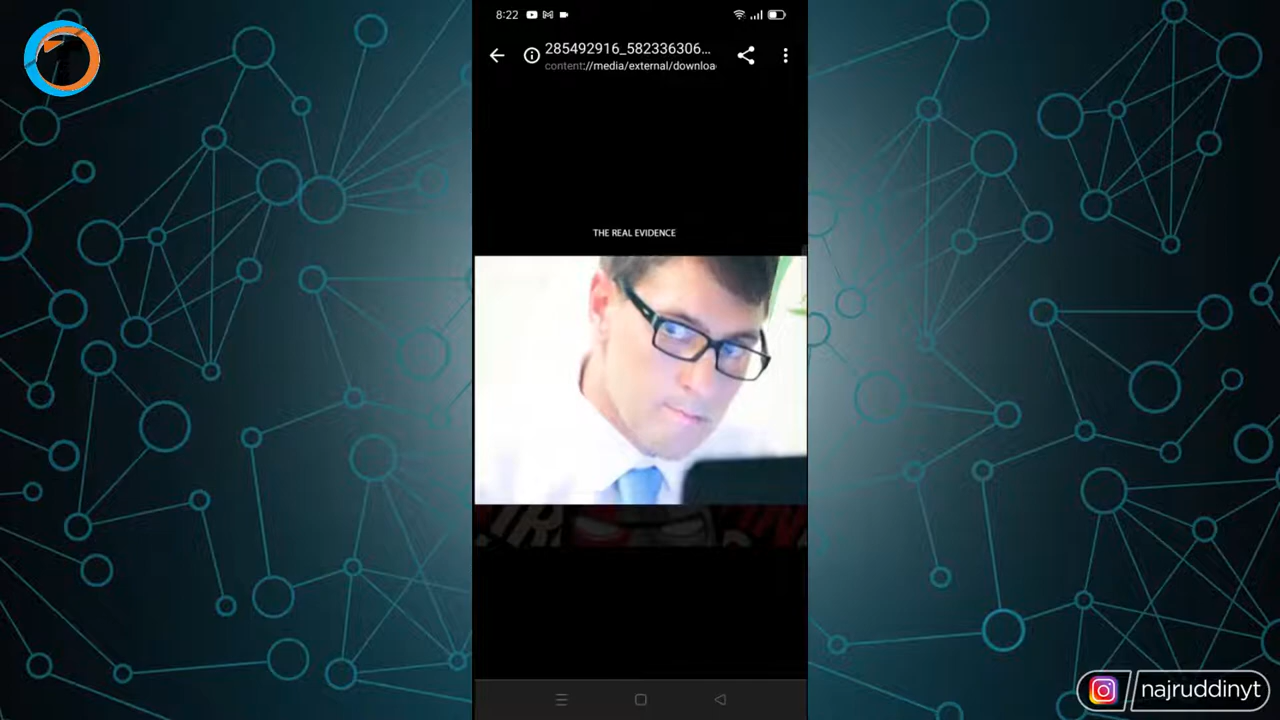 8:22
285492916_582336306...
content://media/external/downloa
THE REAL EVIDENCE
najruddinyt